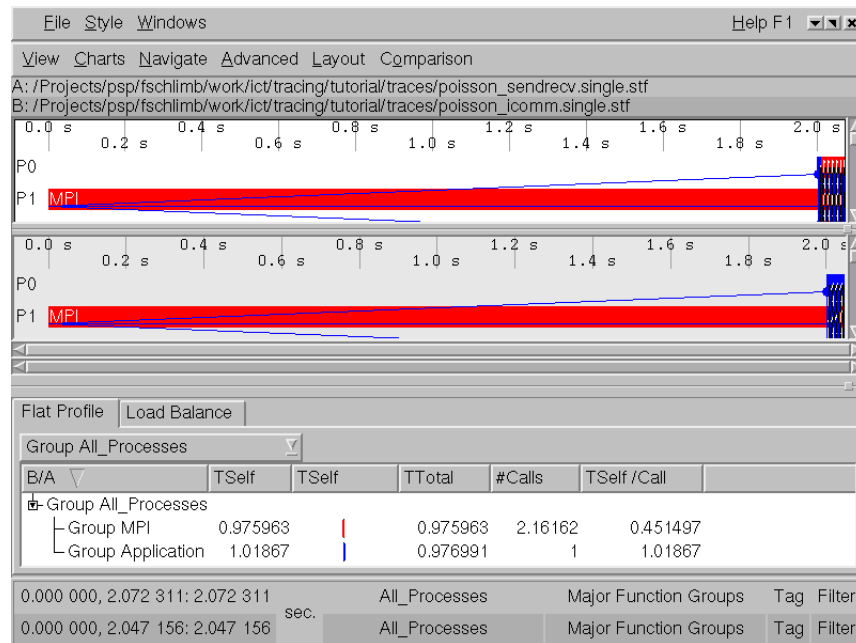 File Style Windows Help F1
View Charts Navigate Advanced Layout Comparison
A: /Projects/psp/fschlimb/work/ict/tracing/tutorial/traces/poisson_sendrecv.single.stf
B: /Projects/psp/fschlimb/work/ict/tracing/tutorial/traces/poisson_icomm.single.stf
0.0 s 0.4 s 0.8 s 1.2 s 1.6 s 2.0 s
0.2 s 0.6 s 1.0 s 1.4 s 1.8 s
P0
P1 MPI
0.0 s 0.4 s 0.8 s 1.2 s 1.6 s 2.0 s
0.2 s 0.6 s 1.0 s 1.4 s 1.8 s
P0
P1 MPI
Flat Profile Load Balance
Group All_Processes
B/A TSelf TSelf TTotal #Calls TSelf /Call
Group All_Processes
Group MPI 0.975963 0.975963 2.16162 0.451497
Group Application 1.01867 0.976991 1 1.01867
0.000 000, 2.072 311: 2.072 311 sec. All_Processes Major Function Groups Tag Filter
0.000 000, 2.047 156: 2.047 156 All_Processes Major Function Groups Tag Filter